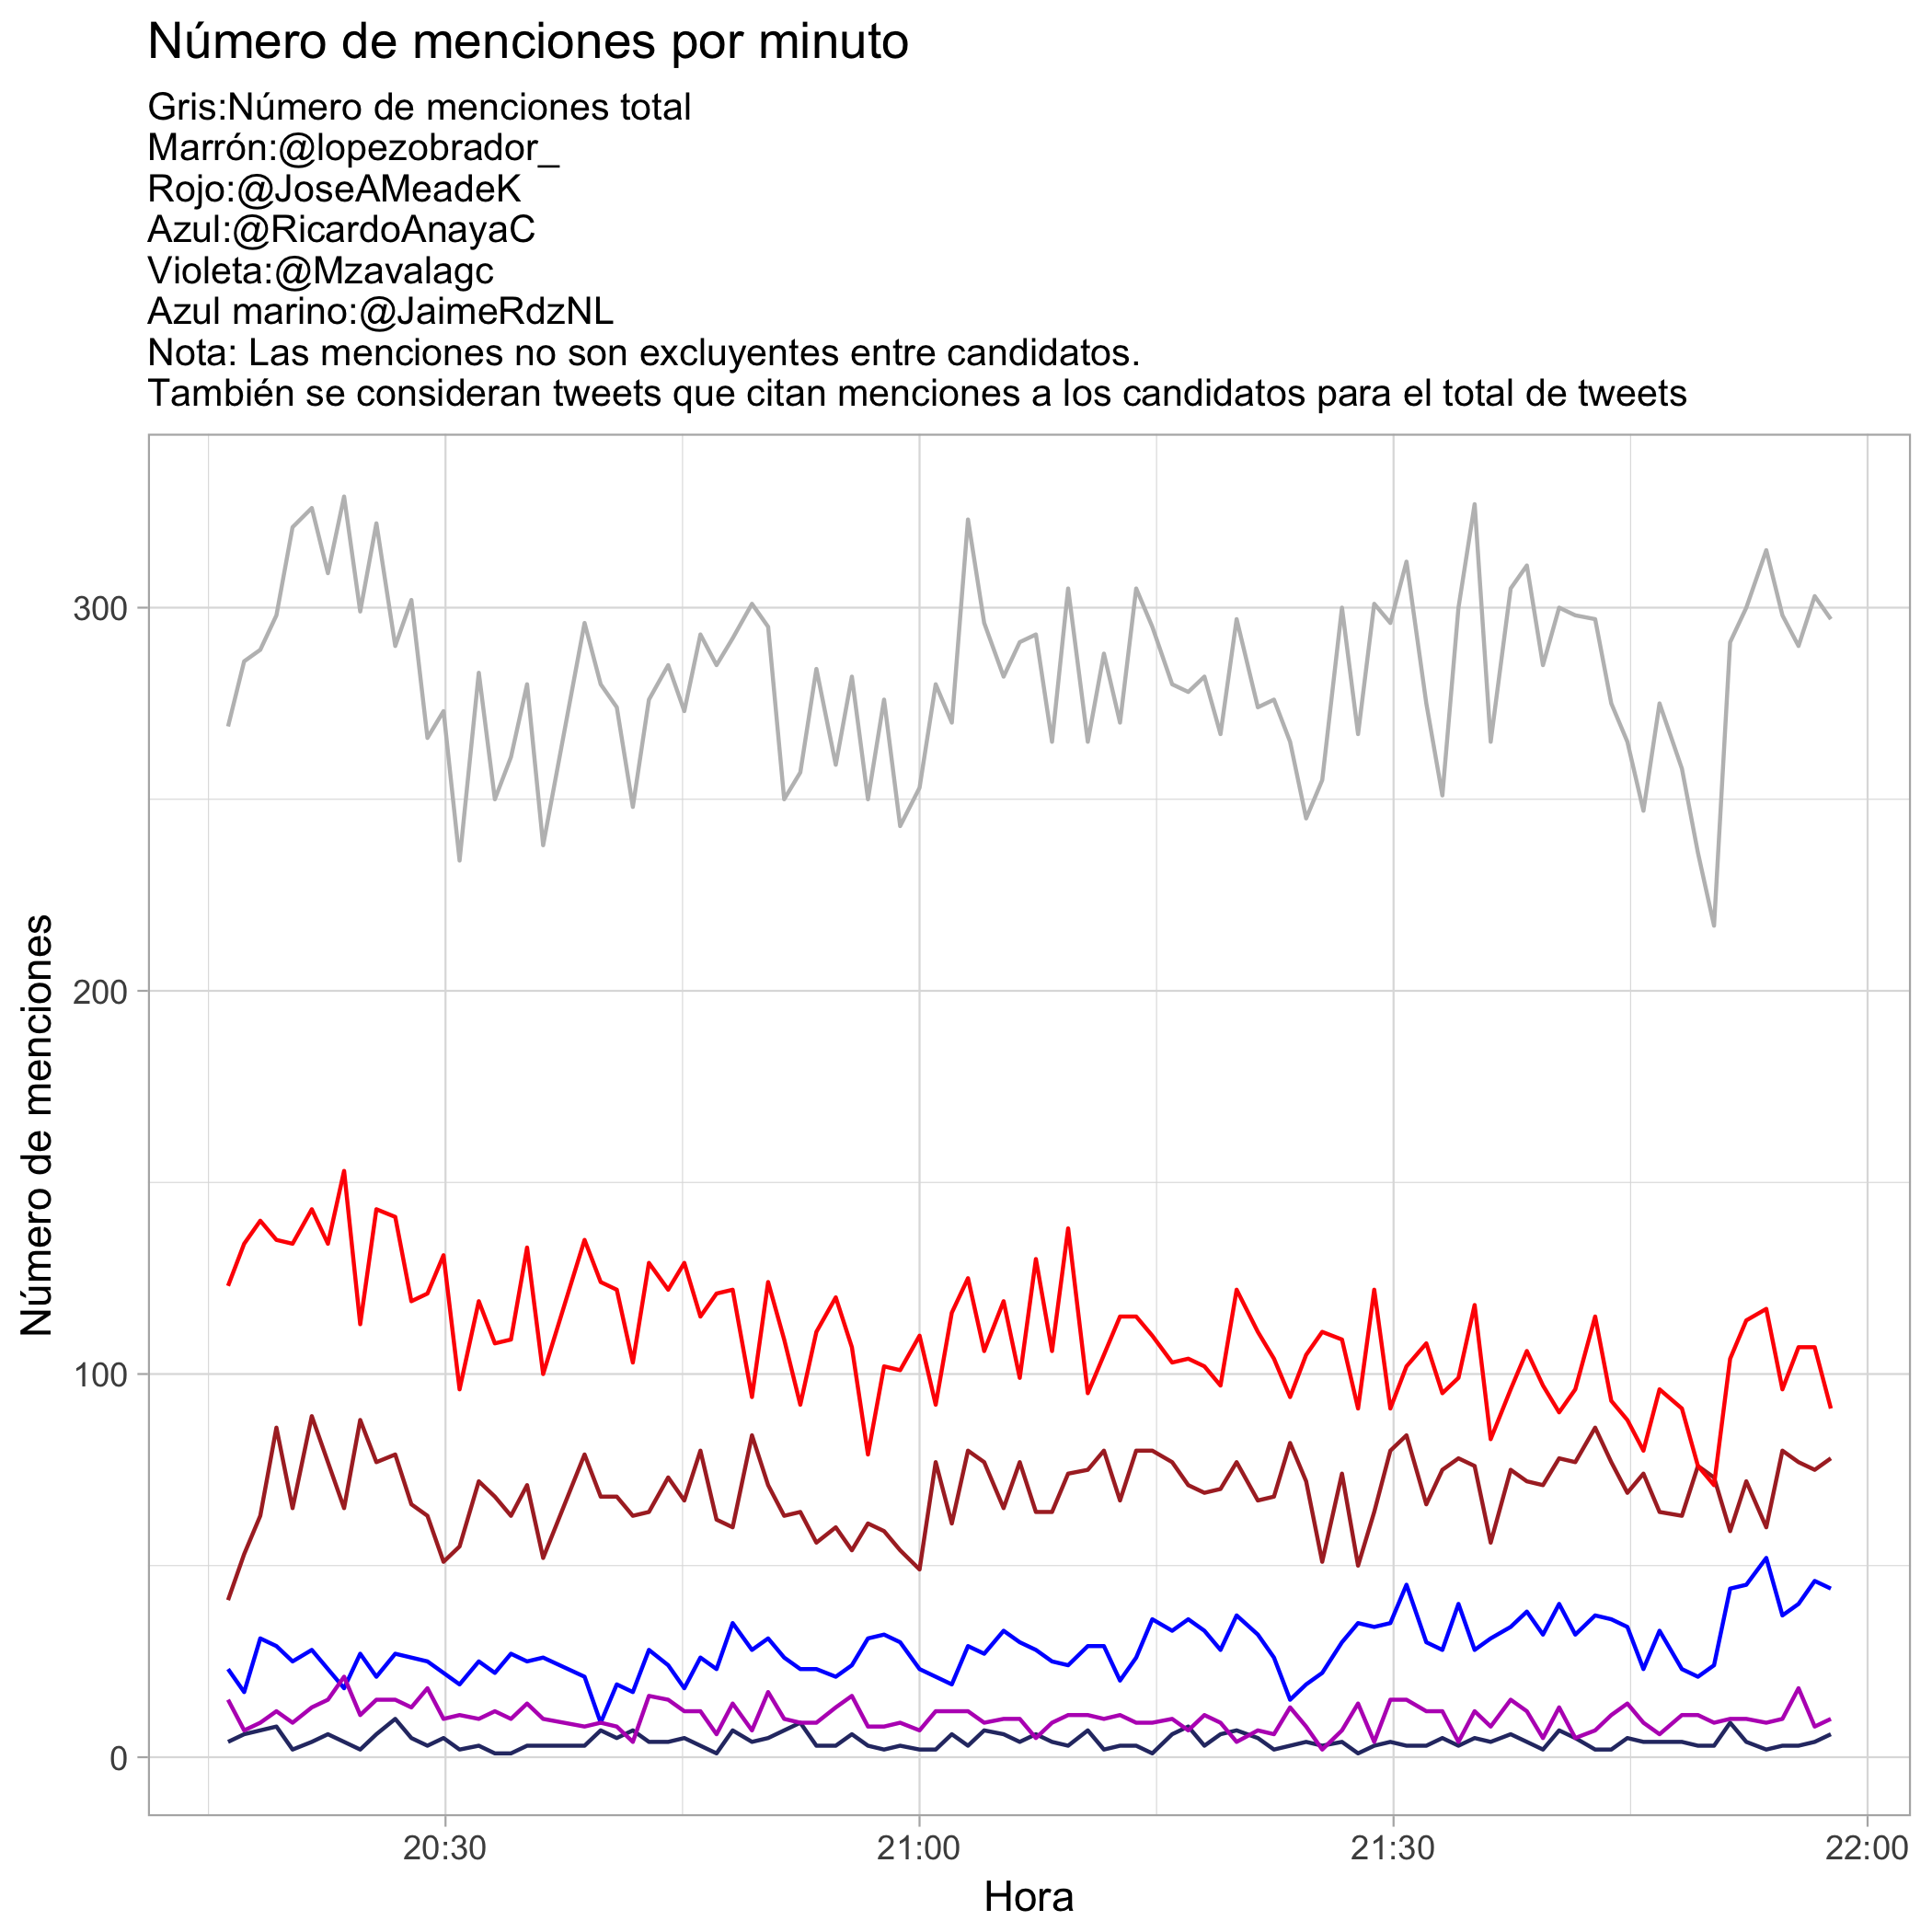 Número de menciones por minuto
Gris:Número de menciones total
Marrón:@lopezobrador_
Rojo:@JoseAMeadeK
Azul:@RicardoAnayaC
Violeta:@Mzavalagc
Azul marino:@JaimeRdzNL
Nota: Las menciones no son excluyentes entre candidatos.
También se consideran tweets que citan menciones a los candidatos para el total de tweets
Número de menciones
300
200
100
0
20:30
21:00
21:30
22:00
Hora